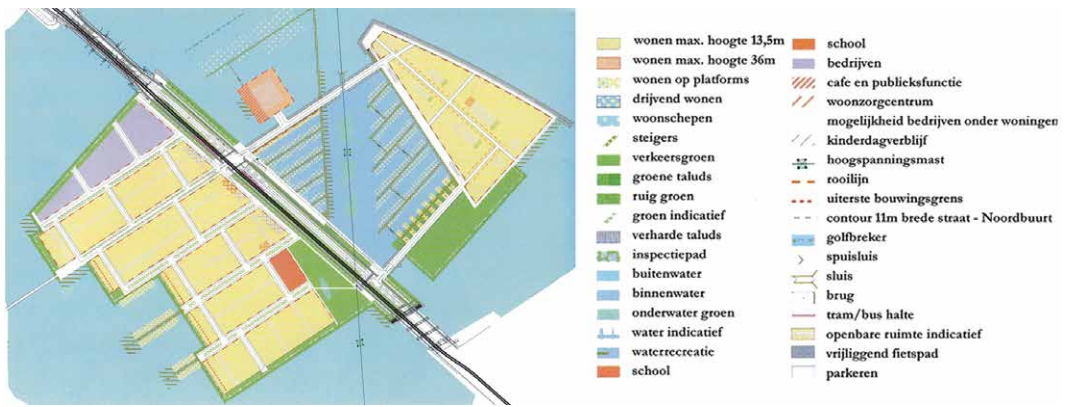 wonen max. hoogte 13,5m
wonen max. hoogte 36m
wonen op platforms
drijvend wonen
woonschepen
steigers
verkeersgroen
groene taluds
ruig groen
groen indicatief
verharde taluds
inspectiepad
buitenwater
binnenwater
onderwater groen
water indicatief
waterrecreatie
school
school
bedrijven
cafe en publieksfunctie
woonzorgcentrum
mogelijkheid bedrijven onder woningen
kinderdagverblijf
hoogspanningsmast
rooilijn
uiterste bouwingsgrens
contour 11m brede straat - Noordbuurt
golfbreker
spuisluis
sluis
brug
tram/bus halte
openbare ruimte indicatief
vrijliggend fietspad
parkeren